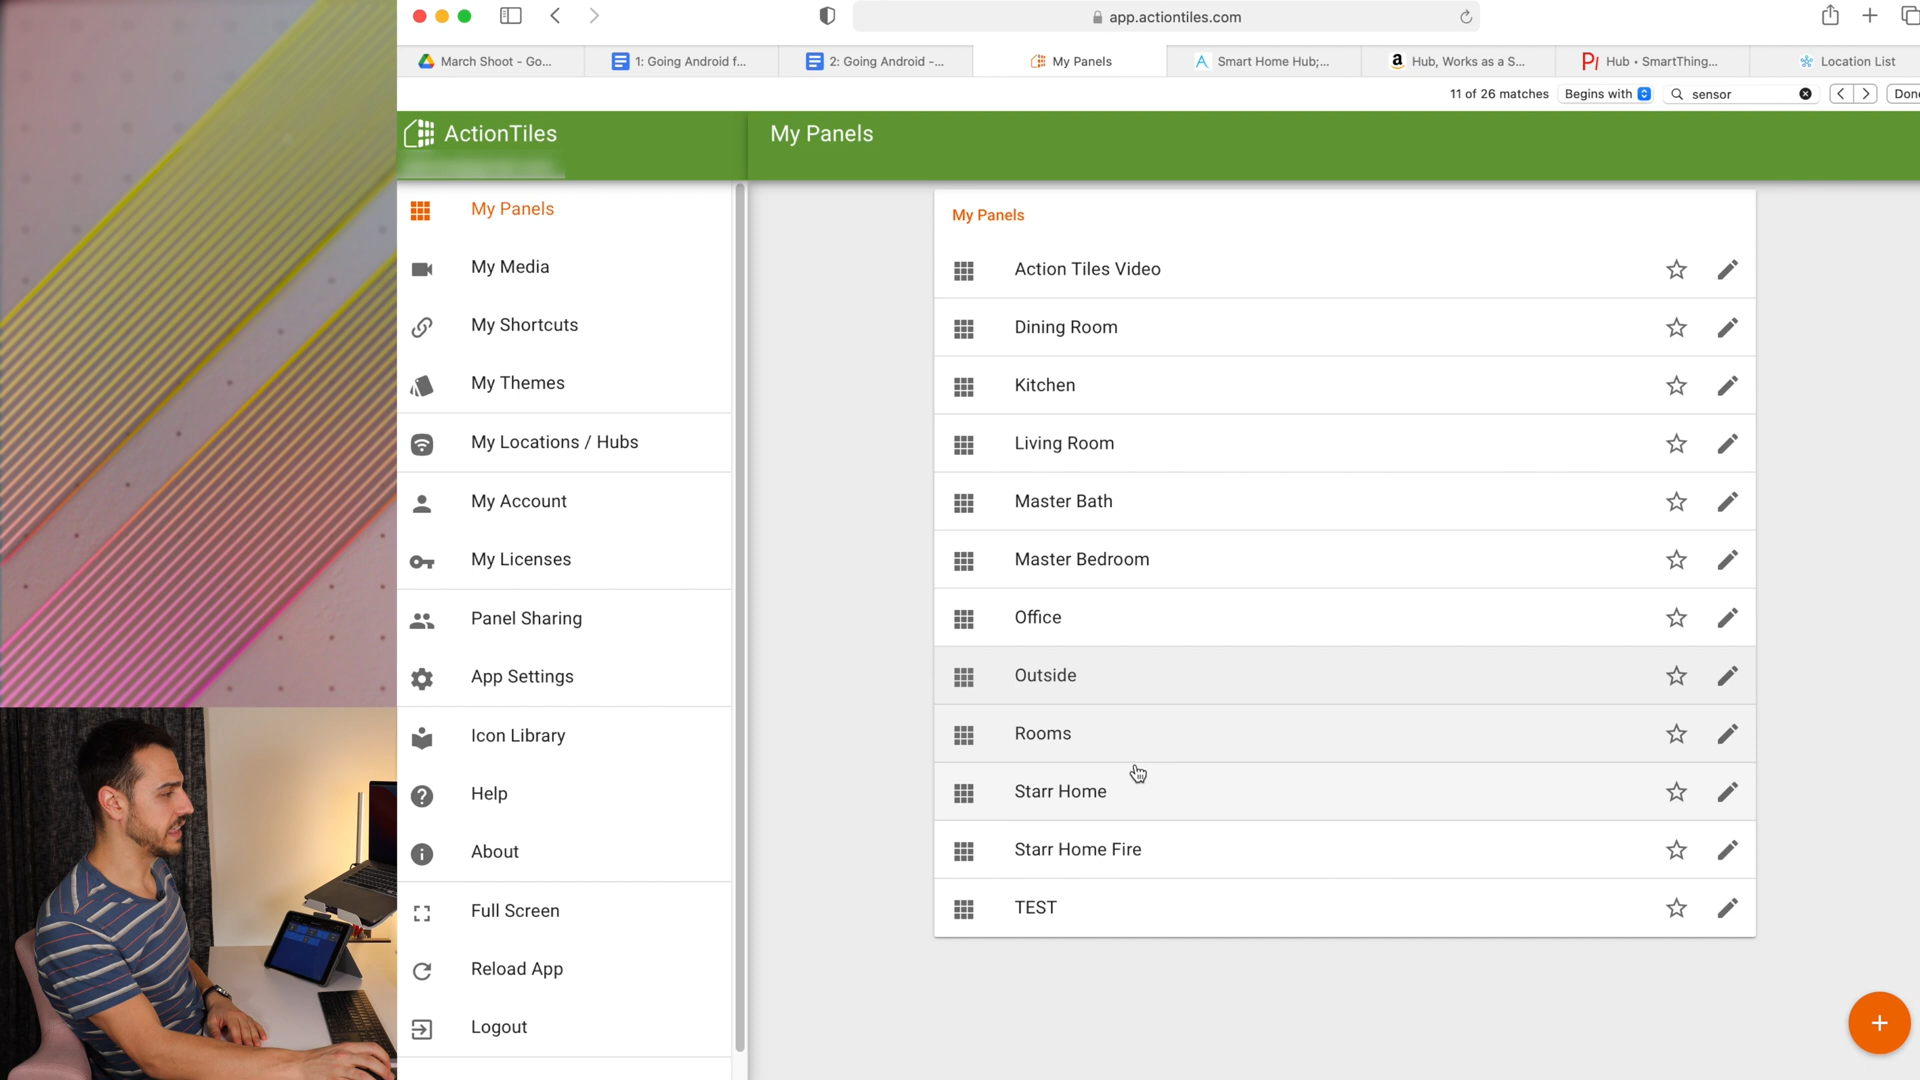 app.actiontiles.com
March Shoot - Go...
1: Going Android f...
2: Going Android -...
My Panels
Smart Home Hub;...
Hub, Works as a S...
Hub • SmartThing...
Location List
11 of 26 matches
Begins with
sensor
Done
ActionTiles
My Panels
My Panels
My Media
My Shortcuts
My Themes
My Locations / Hubs
My Account
My Licenses
Panel Sharing
App Settings
Icon Library
Help
About
Full Screen
Reload App
Logout
My Panels
Action Tiles Video
Dining Room
Kitchen
Living Room
Master Bath
Master Bedroom
Office
Outside
Rooms
Starr Home
Starr Home Fire
TEST